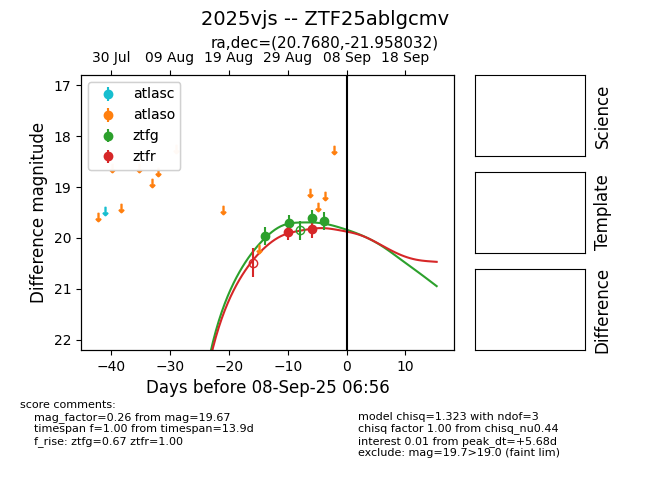 2025vjs -- ZTF25ablgcmv
ra,dec=(20.7680,-21.958032)
30 Jul 09 Aug 19 Aug 29 Aug 08 Sep 18 Sep
atlasc
atlaso
ztfg
ztfr
17
18
19
20
21
22
Difference magnitude
−40 −30 −20 −10 0 10
Days before 08-Sep-25 06:56
Science
Template
Difference
score comments:
mag_factor=0.26 from mag=19.67
timespan f=1.00 from timespan=13.9d
f_rise: ztfg=0.67 ztfr=1.00
model chisq=1.323 with ndof=3
chisq factor 1.00 from chisq_nu0.44
interest 0.01 from peak_dt=+5.68d
exclude: mag=19.7>19.0 (faint lim)